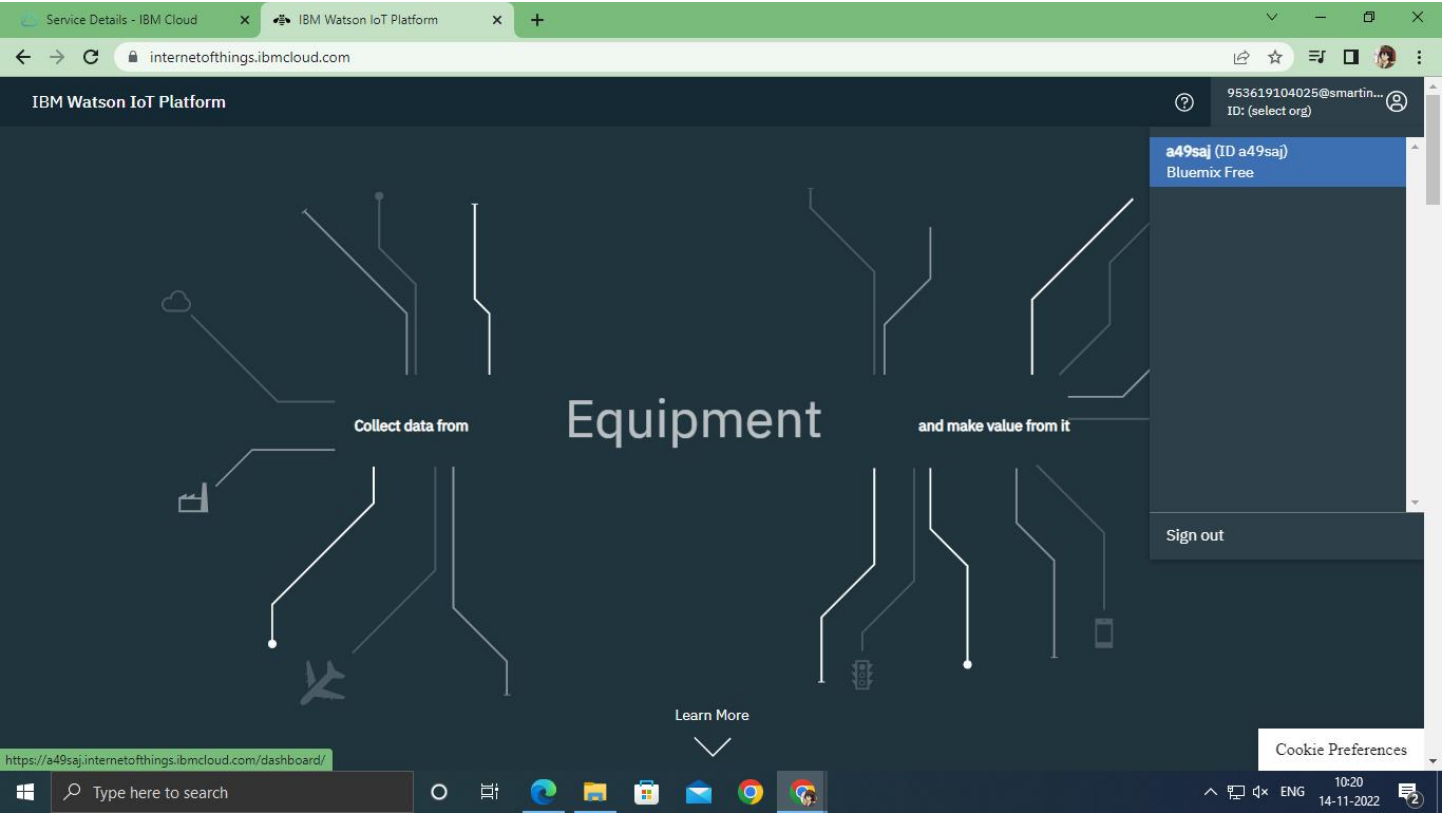 Service Details - IBM Cloud
IBM Watson IoT Platform
internetofthings.ibmcloud.com
IBM Watson IoT Platform
953619104025@smartin...
ID: (select org)
a49saj (ID a49saj)
Bluemix Free
Collect data from
Equipment
and make value from it
Sign out
Learn More
Cookie Preferences
https://a49saj.internetofthings.ibmcloud.com/dashboard/
Type here to search
ENG
10:20
14-11-2022
2